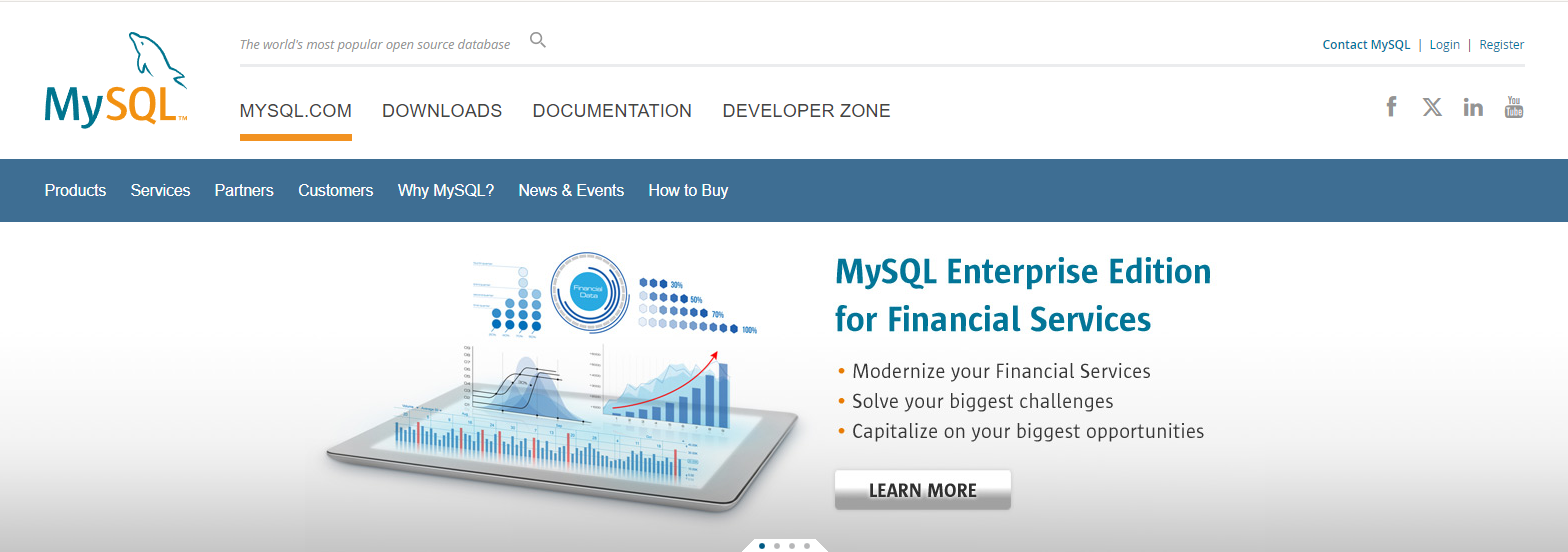 The world's most popular open source database
Contact MySQL | Login | Register
MySQL™
MYSQL.COM DOWNLOADS DOCUMENTATION DEVELOPER ZONE
You
Tube
Products Services Partners Customers Why MySQL? News & Events How to Buy
MySQL Enterprise Edition
for Financial Services
• Modernize your Financial Services
• Solve your biggest challenges
• Capitalize on your biggest opportunities
LEARN MORE
Financial
Data
30%
50%
70%
100%